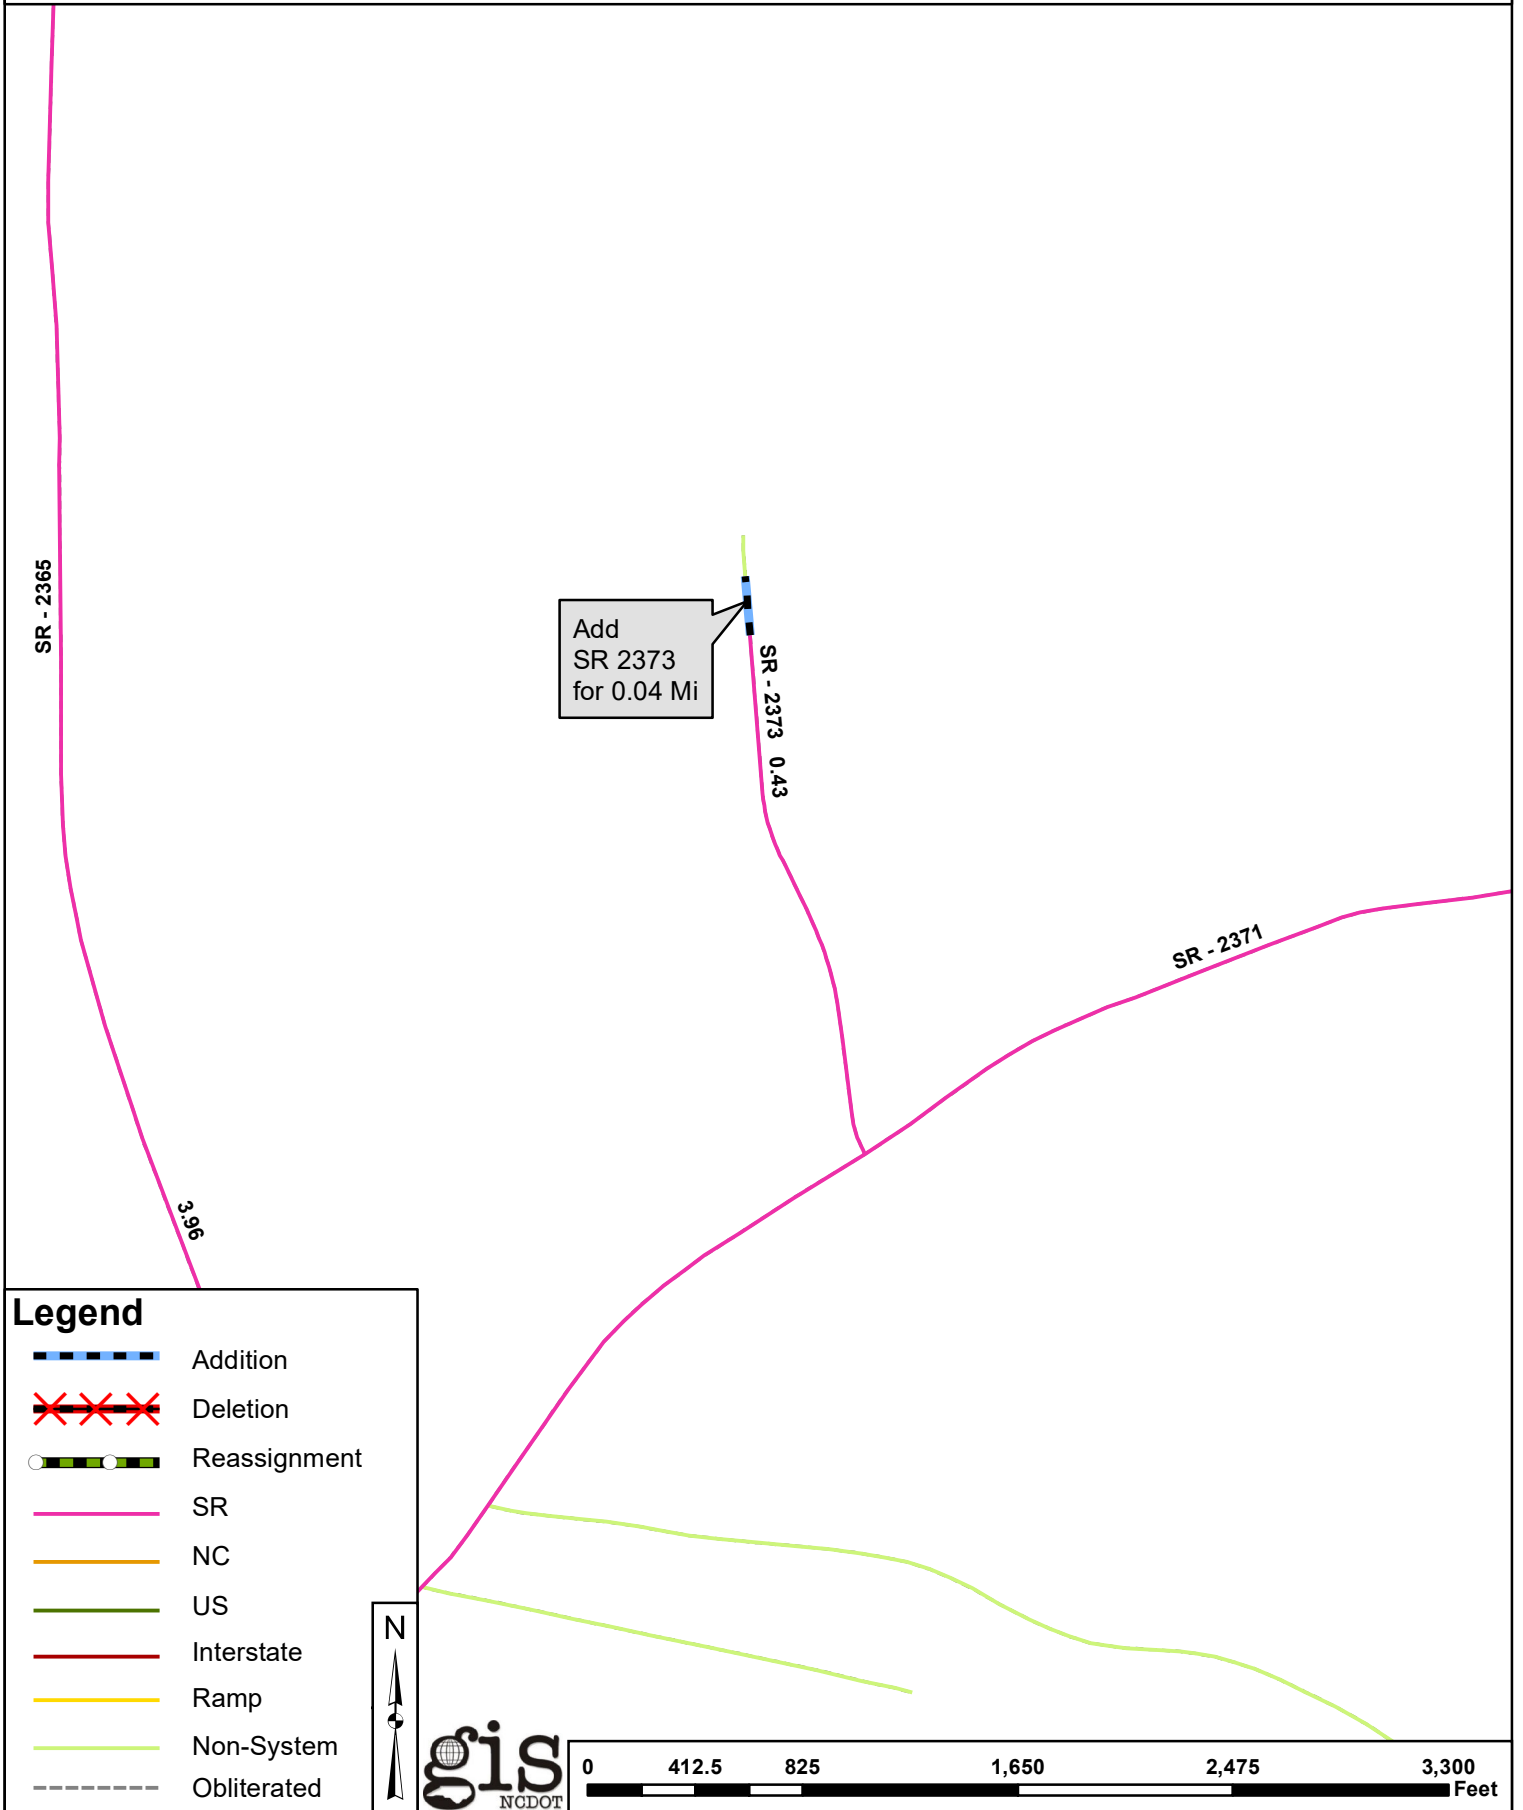 SR - 2365
Add
SR 2373
for 0.04 Mi
SR - 2373 0.43
SR - 2371
3.96
Legend
Addition
Deletion
Reassignment
SR
NC
US
Interstate
Ramp
Non-System
Obliterated
N
gis
NCDOT
0 412.5 825 1,650 2,475 3,300
Feet